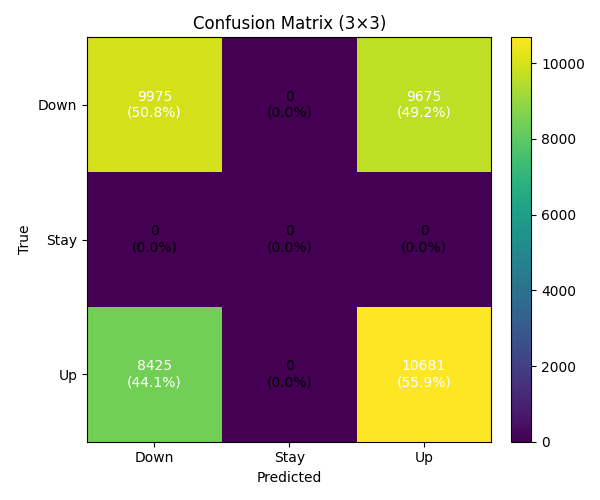 Confusion Matrix (3×3)
True
Down
Stay
Up
9975
(50.8%)
0
(0.0%)
9675
(49.2%)
0
(0.0%)
0
(0.0%)
0
(0.0%)
8425
(44.1%)
0
(0.0%)
10681
(55.9%)
Down
Stay
Up
Predicted
10000
8000
6000
4000
2000
0